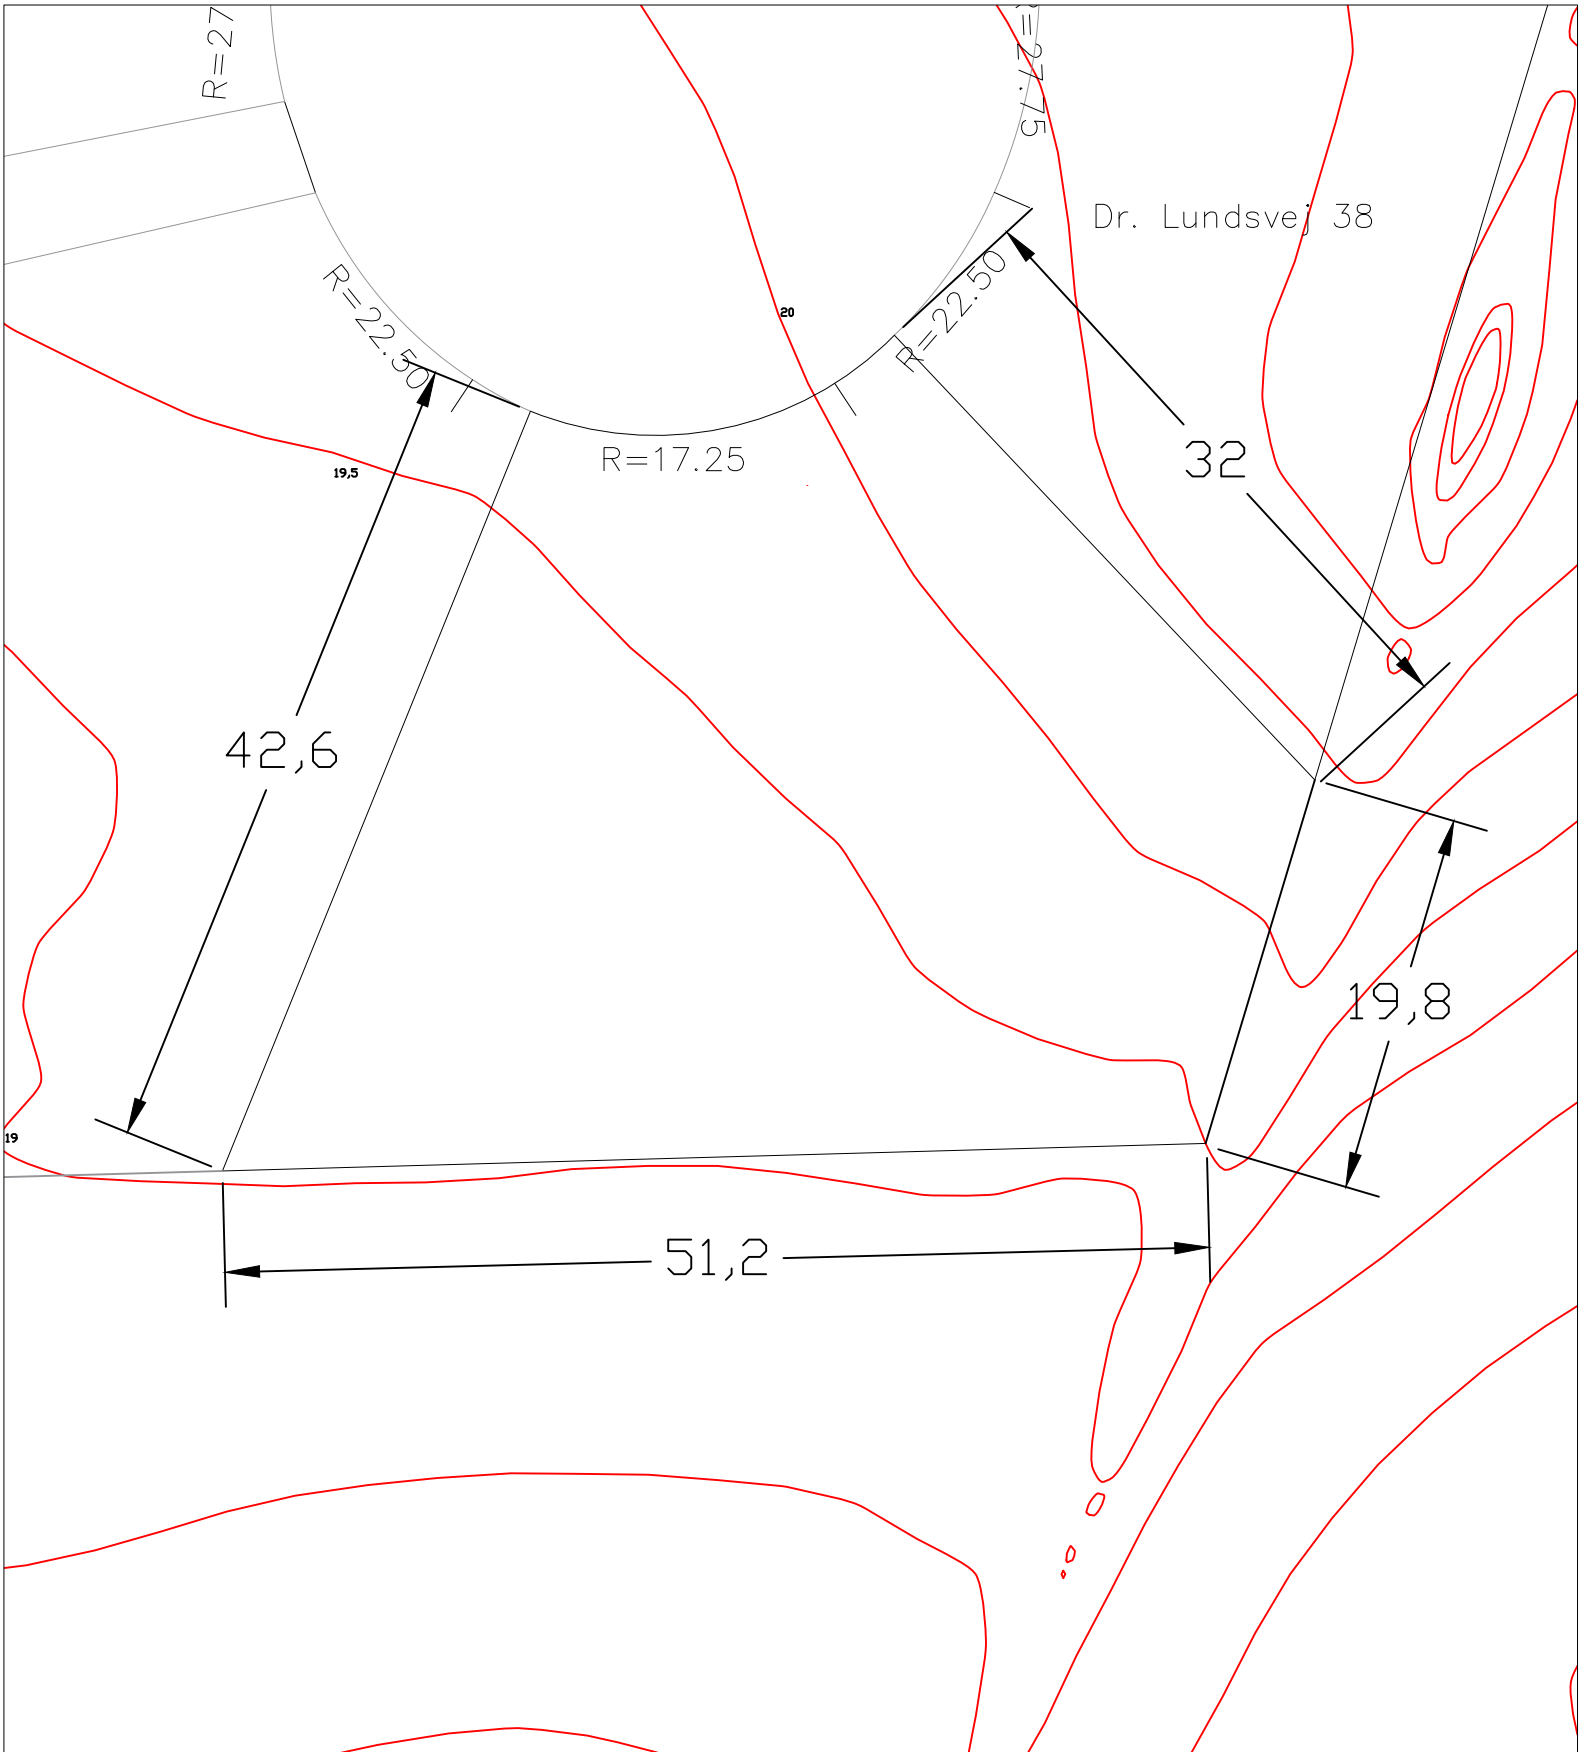 R=27
R=27.75
Dr. Lundsvej 38
R=22.50
R=22.50
20
R=17.25
19,5
32
42,6
19,8
19
51,2